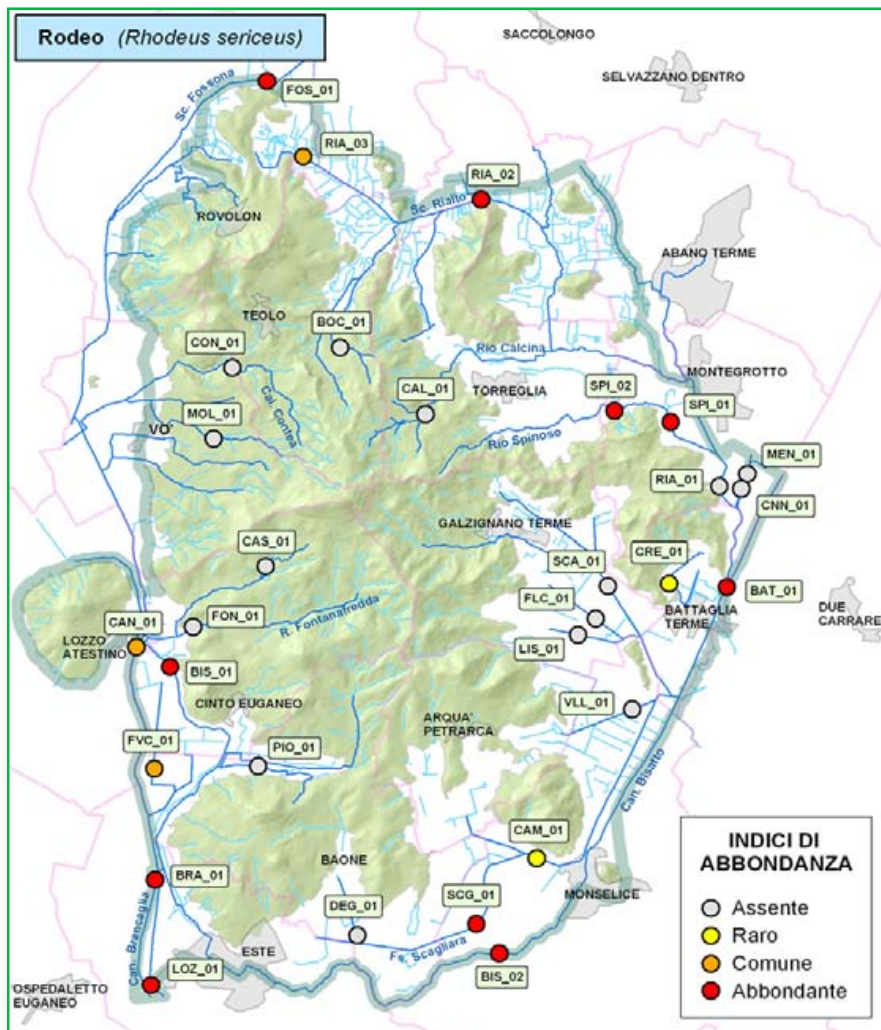 Rodeo (Rhodeus sericeus)
SACCOLONGO
SELVAZZANO DENTRO
Sc. Fossona
FOS_01
RIA_03
RIA_02
Sc. Rialto
ROVOLON
ABANO TERME
TEOLO
BOC_01
CON_01
Rio Calcina
MONTEGROTTO
CAL_01
TORREGLIA
SPI_02
SPI_01
Cal. Contea
MOL_01
VO'
Rio Spinoso
MEN_01
RIA_01
CNN_01
GALZIGNANO TERME
CAS_01
SCA_01
CRE_01
BAT_01
FLC_01
BATTAGLIA
TERME
DUE
CARRARE
CAN_01
FON_01
R. Fontanafredda
LOZZO
ATESTINO
LIS_01
BIS_01
CINTO EUGANEO
VLL_01
ARQUA'
PETRARCA
FVC_01
PIO_01
Can. Bisatto
CAM_01
BAONE
MONSELICE
BRA_01
DEG_01
SCG_01
Can. Brancaglia
ESTE
Fs. Scagliara
LOZ_01
BIS_02
OSPEDALETTO
EUGANEO
INDICI DI
ABBONDANZA
Assente
Raro
Comune
Abbondante